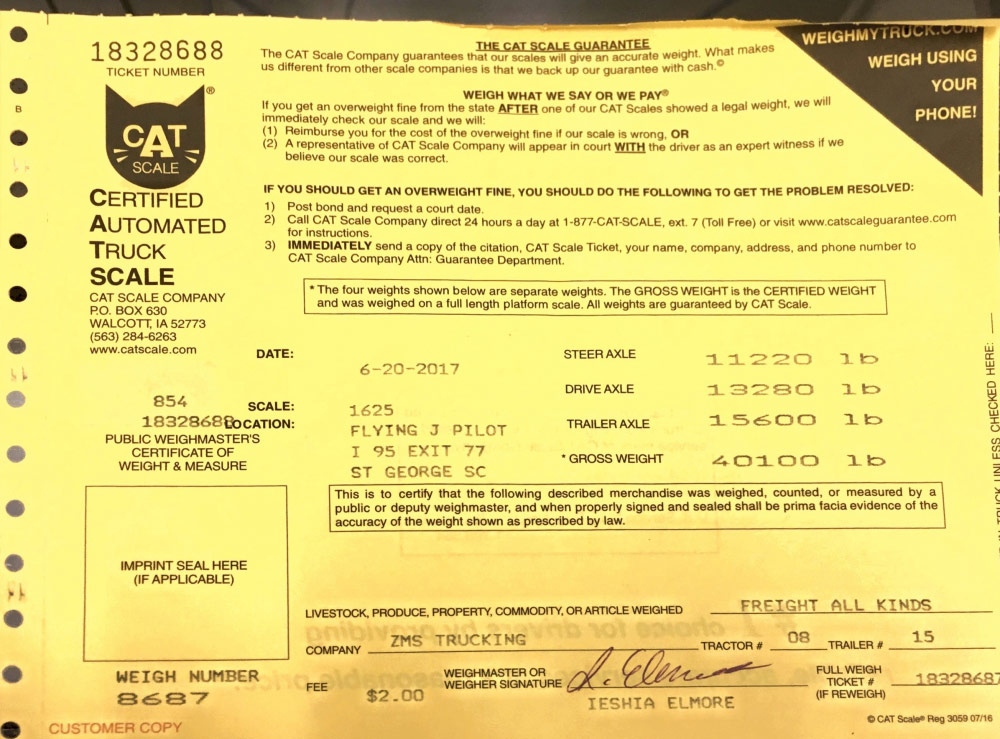 18328688
TICKET NUMBER
CAT
SCALE
®
CERTIFIED
AUTOMATED
TRUCK
SCALE
CAT SCALE COMPANY
P.O. BOX 630
WALCOTT, IA 52773
(563) 284-6263
www.catscale.com
THE CAT SCALE GUARANTEE
The CAT Scale Company guarantees that our scales will give an accurate weight. What makes
us different from other scale companies is that we back up our guarantee with cash.©
WEIGH WHAT WE SAY OR WE PAY®
If you get an overweight fine from the state AFTER one of our CAT Scales showed a legal weight, we will
immediately check our scale and we will:
(1) Reimburse you for the cost of the overweight fine if our scale is wrong, OR
(2) A representative of CAT Scale Company will appear in court WITH the driver as an expert witness if we
believe our scale was correct.
WEIGHMYTRUCK.COM
WEIGH USING
YOUR
PHONE!
IF YOU SHOULD GET AN OVERWEIGHT FINE, YOU SHOULD DO THE FOLLOWING TO GET THE PROBLEM RESOLVED:
1) Post bond and request a court date.
2) Call CAT Scale Company direct 24 hours a day at 1-877-CAT-SCALE, ext. 7 (Toll Free) or visit www.catscaleguarantee.com
for instructions.
3) IMMEDIATELY send a copy of the citation, CAT Scale Ticket, your name, company, address, and phone number to
CAT Scale Company Attn: Guarantee Department.
* The four weights shown below are separate weights. The GROSS WEIGHT is the CERTIFIED WEIGHT
and was weighed on a full length platform scale. All weights are guaranteed by CAT Scale.
DATE: 6-20-2017
854
18328688
PUBLIC WEIGHMASTER'S
CERTIFICATE OF
WEIGHT & MEASURE
SCALE: 1625
LOCATION: FLYING J PILOT
I 95 EXIT 77
ST GEORGE SC
STEER AXLE 11220 lb
DRIVE AXLE 13280 lb
TRAILER AXLE 15600 lb
* GROSS WEIGHT 40100 lb
This is to certify that the following described merchandise was weighed, counted, or measured by a
public or deputy weighmaster, and when properly signed and sealed shall be prima facia evidence of the
accuracy of the weight shown as prescribed by law.
IMPRINT SEAL HERE
(IF APPLICABLE)
LIVESTOCK, PRODUCE, PROPERTY, COMMODITY, OR ARTICLE WEIGHED FREIGHT ALL KINDS
COMPANY ZMS TRUCKING TRACTOR # 08 TRAILER # 15
WEIGH NUMBER
8687
FEE $2.00
WEIGHMASTER OR
WEIGHER SIGNATURE I. Elmore
IESHIA ELMORE
FULL WEIGH
TICKET # 18328687
(IF REWEIGH)
CUSTOMER COPY
© CAT Scale® Reg 3059 07/16
TRUCK UNLESS CHECKED HERE:
B